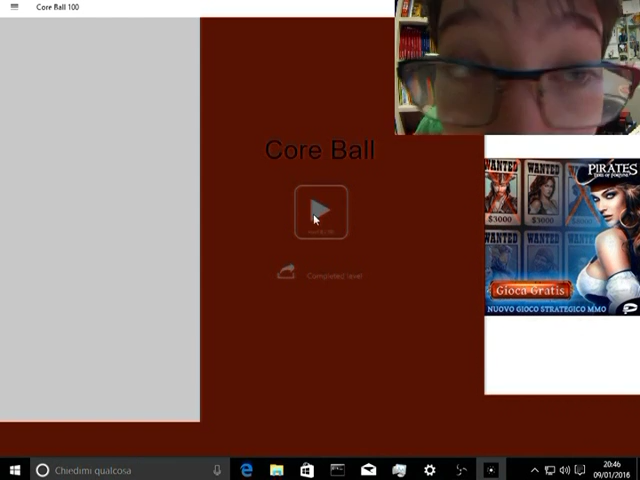 Core Ball 100
Core Ball
Completed level
WANTED
WANTED
WANTED
$3000
$3000
WANTED
WANTED
PIRATES
Gioca Gratis
NUOVO GIOCO STRATEGICO MMO
Chiedimi qualcosa
20:46
09/01/2016